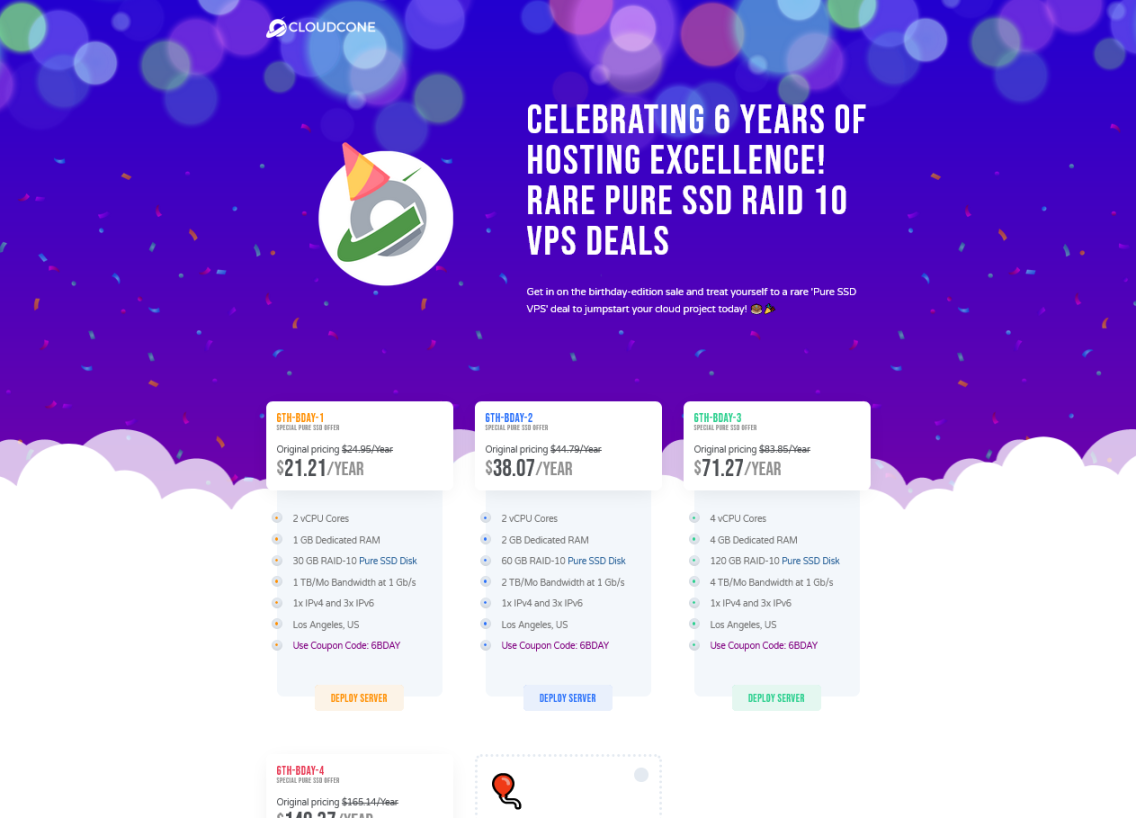 CLOUDCONE
CELEBRATING 6 YEARS OF
HOSTING EXCELLENCE!
RARE PURE SSD RAID 10
VPS DEALS
Get in on the birthday-edition sale and treat yourself to a rare 'Pure SSD
VPS' deal to jumpstart your cloud project today!
6TH-BDAY-1
SPECIAL PURE SSD OFFER
Original pricing $24.95/Year
$21.21/YEAR
2 vCPU Cores
1 GB Dedicated RAM
30 GB RAID-10 Pure SSD Disk
1 TB/Mo Bandwidth at 1 Gb/s
1x IPv4 and 3x IPv6
Los Angeles, US
Use Coupon Code: 6BDAY
DEPLOY SERVER
6TH-BDAY-2
SPECIAL PURE SSD OFFER
Original pricing $44.79/Year
$38.07/YEAR
2 vCPU Cores
2 GB Dedicated RAM
60 GB RAID-10 Pure SSD Disk
2 TB/Mo Bandwidth at 1 Gb/s
1x IPv4 and 3x IPv6
Los Angeles, US
Use Coupon Code: 6BDAY
DEPLOY SERVER
6TH-BDAY-3
SPECIAL PURE SSD OFFER
Original pricing $83.85/Year
$71.27/YEAR
4 vCPU Cores
4 GB Dedicated RAM
120 GB RAID-10 Pure SSD Disk
4 TB/Mo Bandwidth at 1 Gb/s
1x IPv4 and 3x IPv6
Los Angeles, US
Use Coupon Code: 6BDAY
DEPLOY SERVER
6TH-BDAY-4
SPECIAL PURE SSD OFFER
Original pricing $165.14/Year